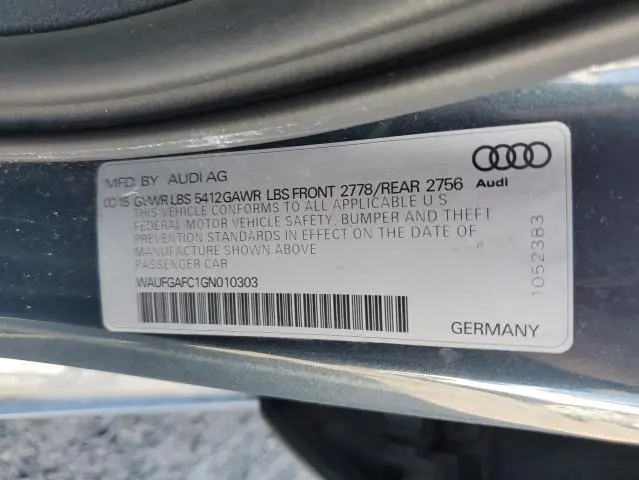 MFD. BY AUDI AG
GVWR LBS 5412 GAWR LBS FRONT 2778/REAR 2756
THIS VEHICLE CONFORMS TO ALL APPLICABLE U S
FEDERAL MOTOR VEHICLE SAFETY, BUMPER AND THEFT
PREVENTION STANDARDS IN EFFECT ON THE DATE OF
MANUFACTURE SHOWN ABOVE
PASSENGER CAR
WAUFGAFC1GN010303
Audi
1052383
GERMANY